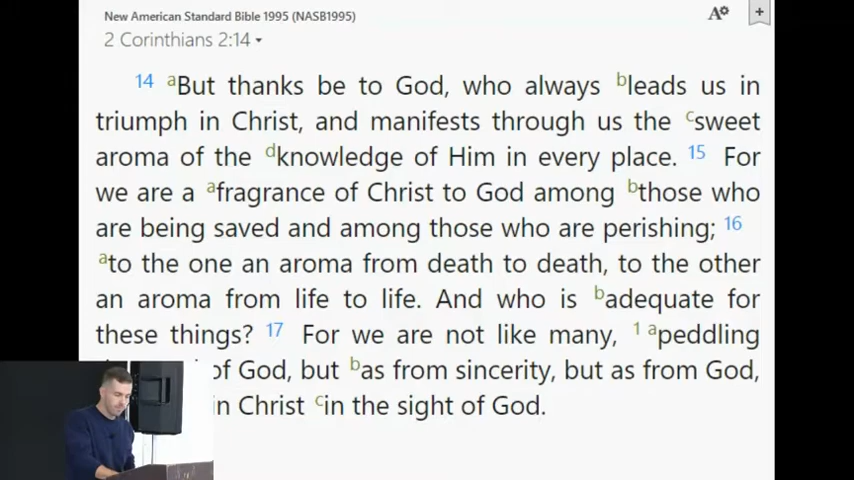 New American Standard Bible 1995 (NASB1995)
2 Corinthians 2:14
14 aBut thanks be to God, who always bleads us in
triumph in Christ, and manifests through us the csweet
aroma of the dknowledge of Him in every place. 15 For
we are a afragrance of Christ to God among bthose who
are being saved and among those who are perishing; 16
ato the one an aroma from death to death, to the other
an aroma from life to life. And who is badequate for
these things? 17 For we are not like many, 1 apeddling
of God, but bas from sincerity, but as from God,
in Christ cin the sight of God.